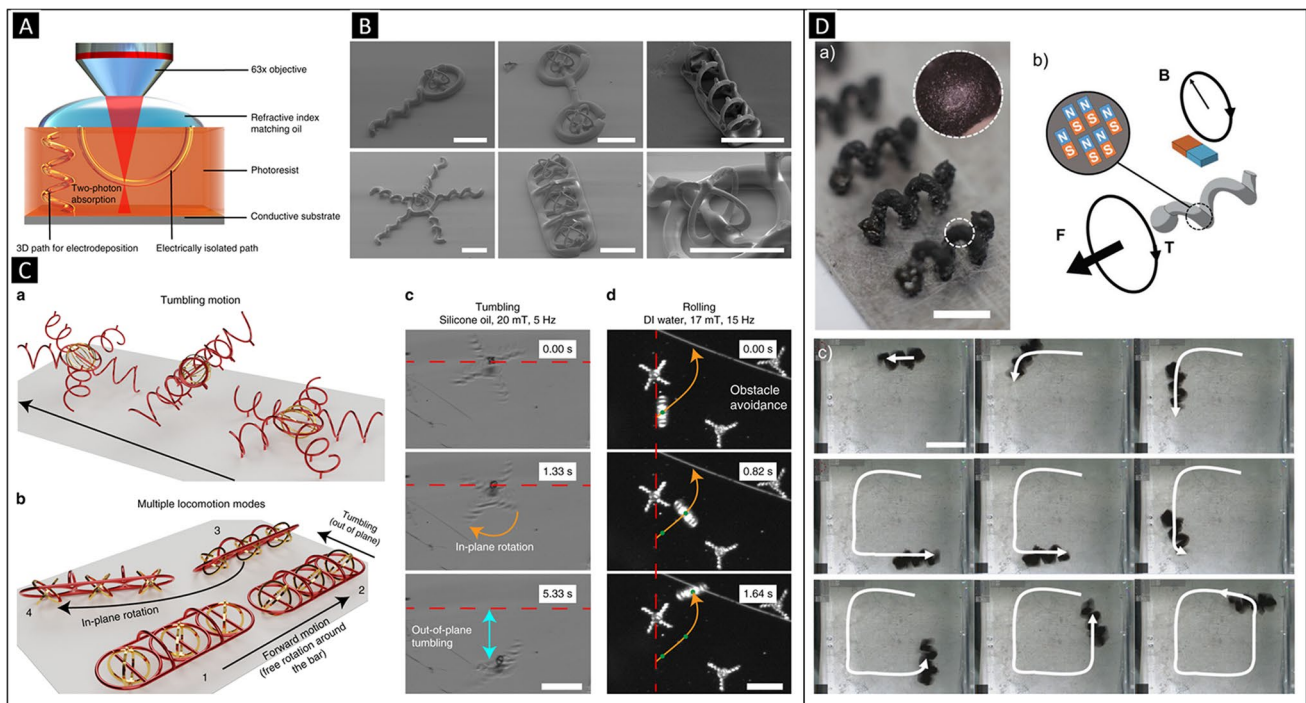 A
63x objective
Refractive index
matching oil
Photoresist
Two-photon
absorption
Conductive substrate
3D path for electrodeposition
Electrically isolated path
B
C
a
Tumbling motion
b
Multiple locomotion modes
3
Tumbling
(out of plane)
4
In-plane rotation
2
Forward motion
(free rotation around
the bar)
1
c
Tumbling
Silicone oil, 20 mT, 5 Hz
0.00 s
1.33 s
In-plane rotation
5.33 s
Out-of-plane
tumbling
d
Rolling
DI water, 17 mT, 15 Hz
0.00 s
Obstacle
avoidance
0.82 s
1.64 s
D
a)
b)
B
N N
S N S N
N S N S
S S
F
T
c)